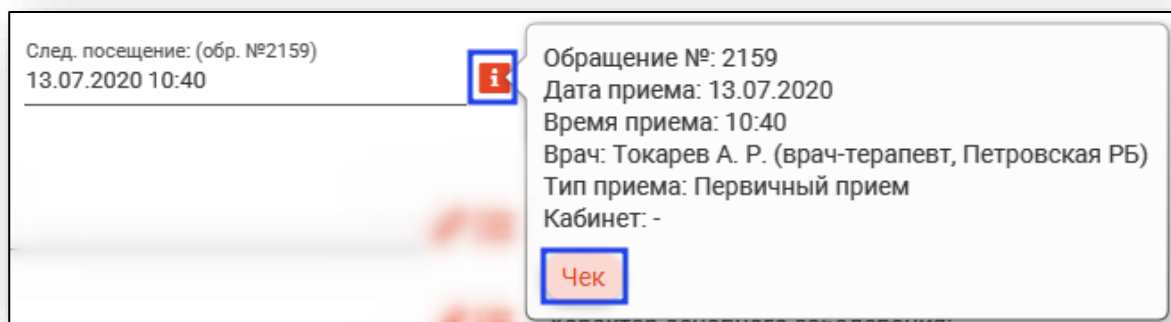 След. посещение: (обр. №2159)
13.07.2020 10:40
i
Обращение №: 2159
Дата приема: 13.07.2020
Время приема: 10:40
Врач: Токарев А. Р. (врач-терапевт, Петровская РБ)
Тип приема: Первичный прием
Кабинет: -
Чек